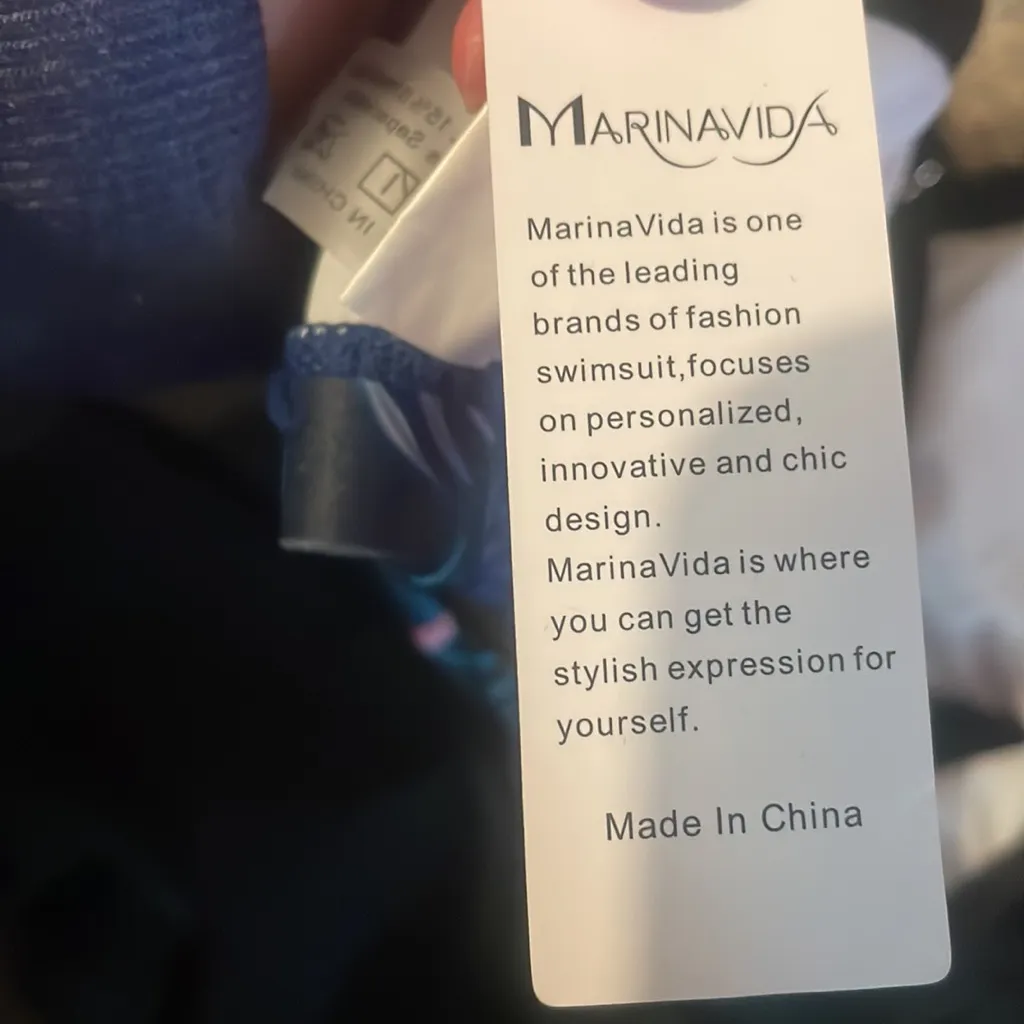 MARINAVIDA
MarinaVida is one
of the leading
brands of fashion
swimsuit,focuses
on personalized,
innovative and chic
design.
MarinaVida is where
you can get the
stylish expression for
yourself.
Made In China